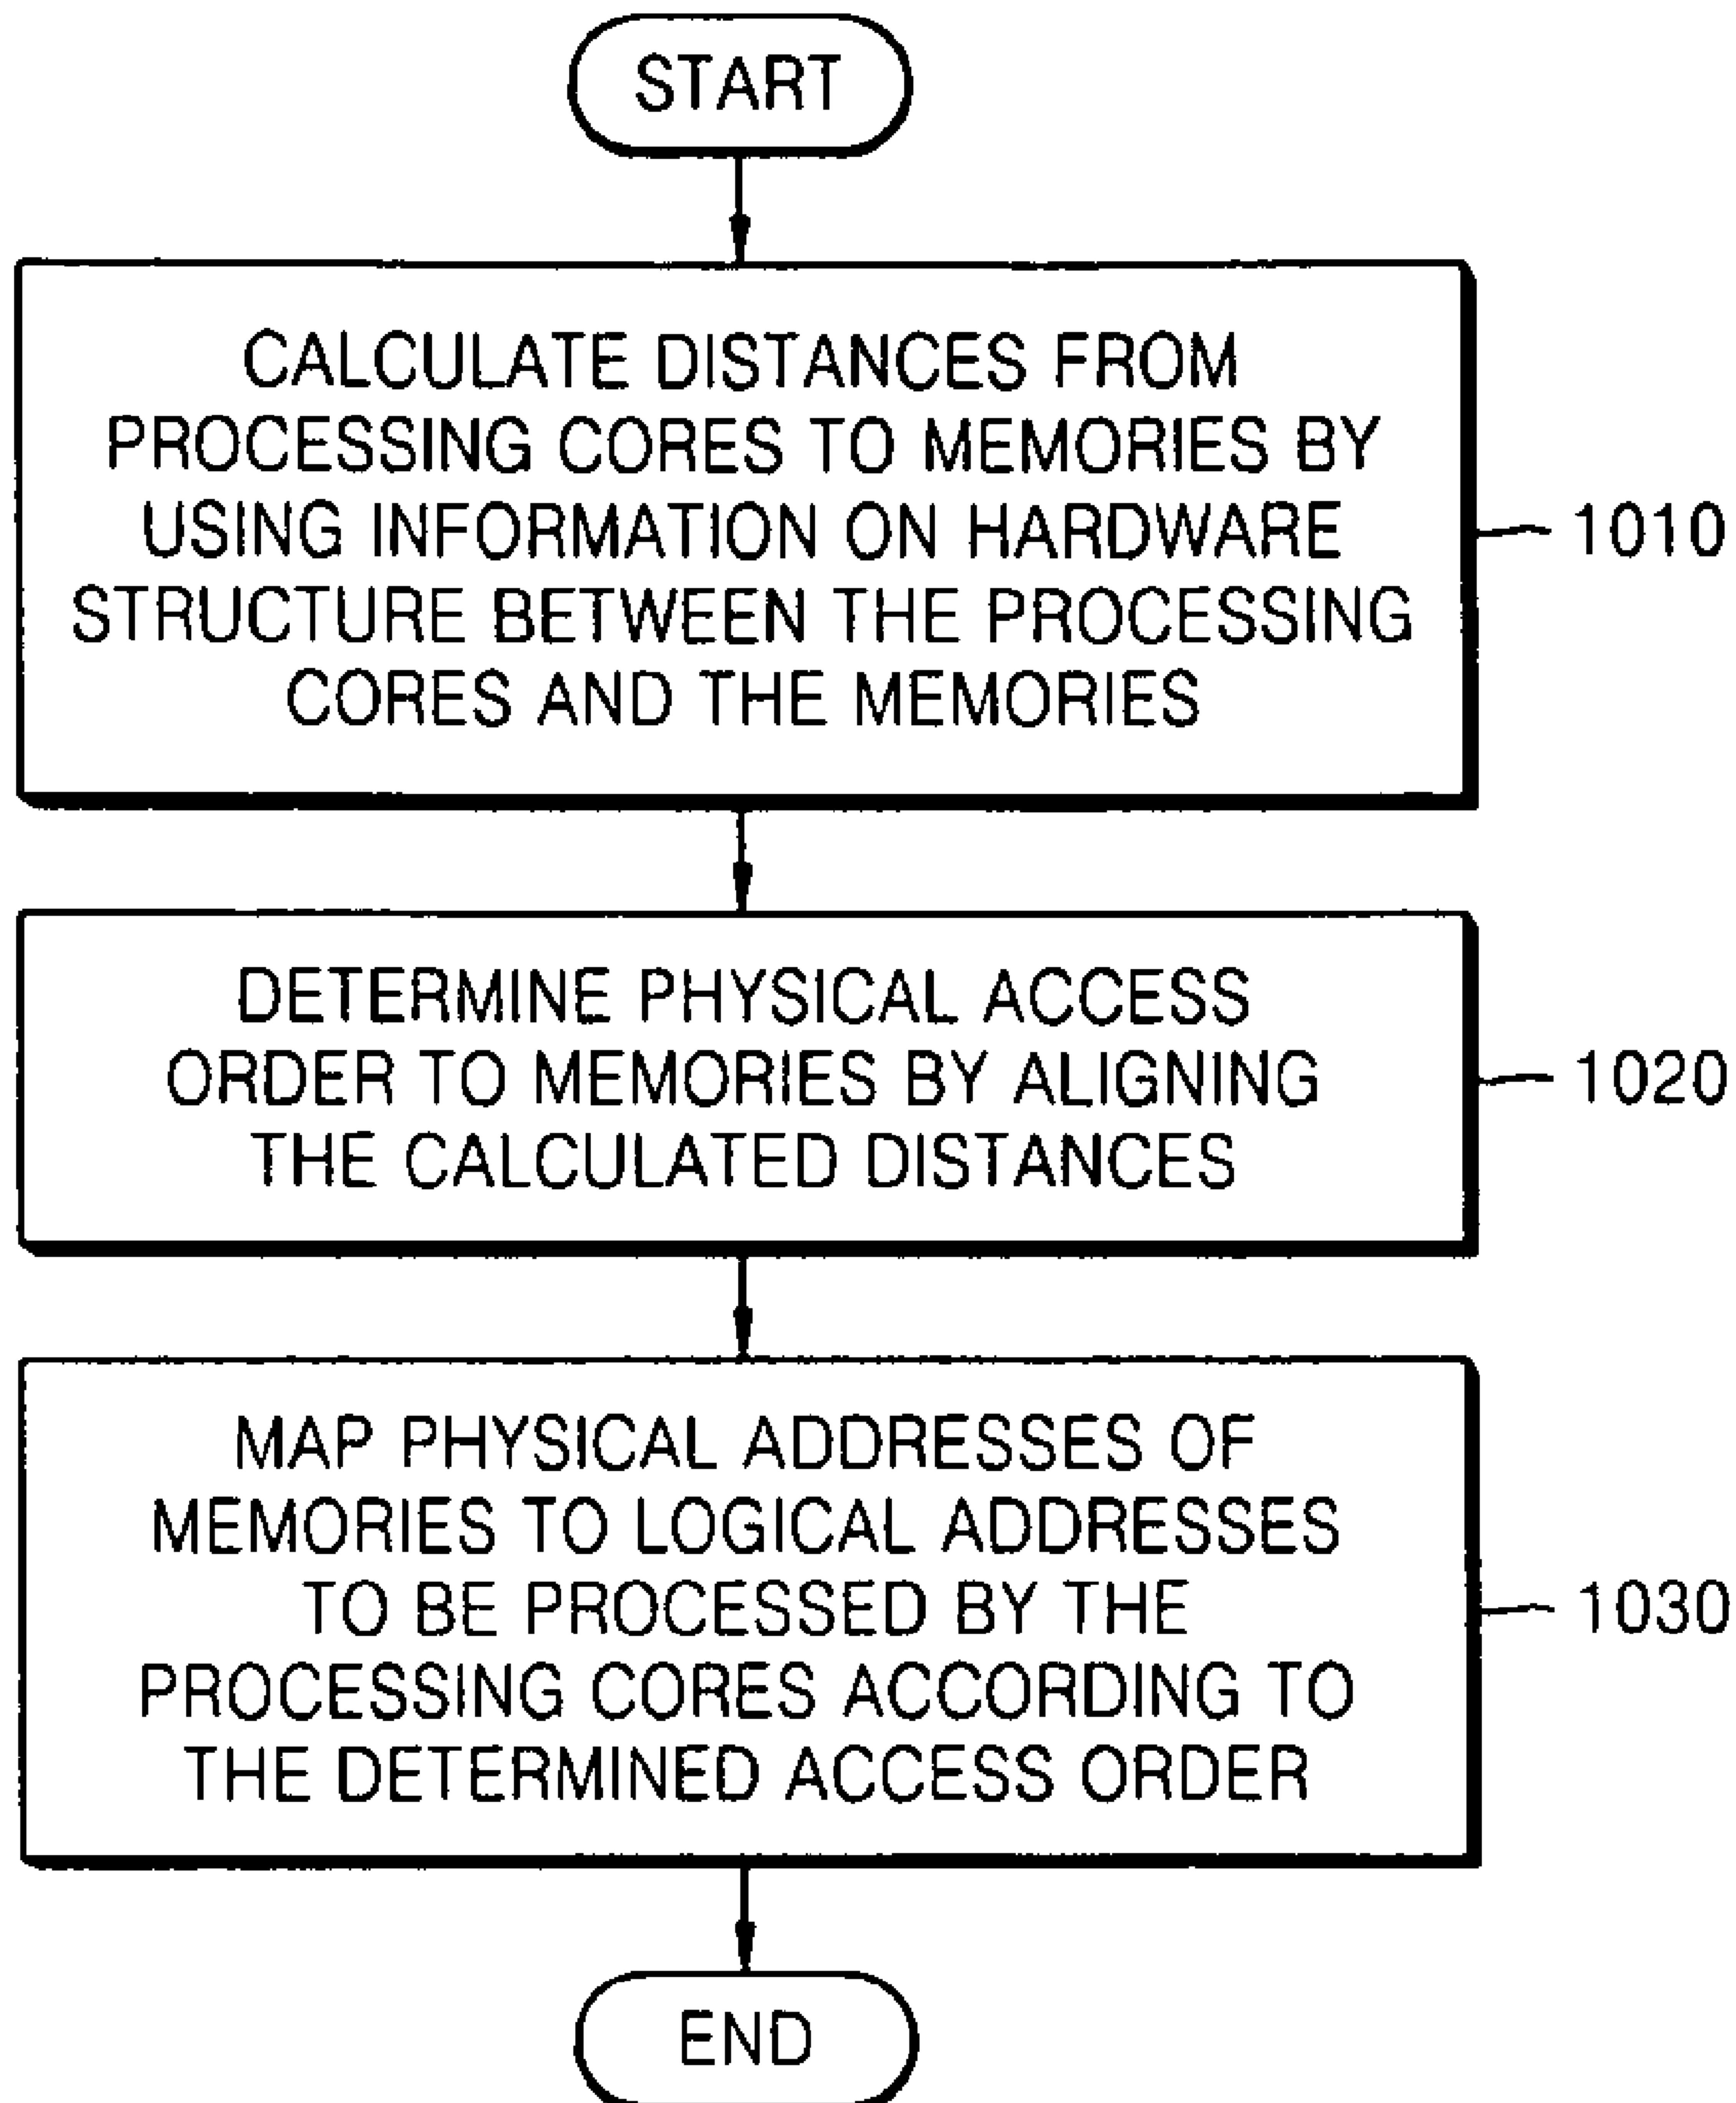 START
CALCULATE DISTANCES FROM
PROCESSING CORES TO MEMORIES BY
USING INFORMATION ON HARDWARE
STRUCTURE BETWEEN THE PROCESSING
CORES AND THE MEMORIES
1010
DETERMINE PHYSICAL ACCESS
ORDER TO MEMORIES BY ALIGNING
THE CALCULATED DISTANCES
1020
MAP PHYSICAL ADDRESSES OF
MEMORIES TO LOGICAL ADDRESSES
TO BE PROCESSED BY THE
PROCESSING CORES ACCORDING TO
THE DETERMINED ACCESS ORDER
1030
END